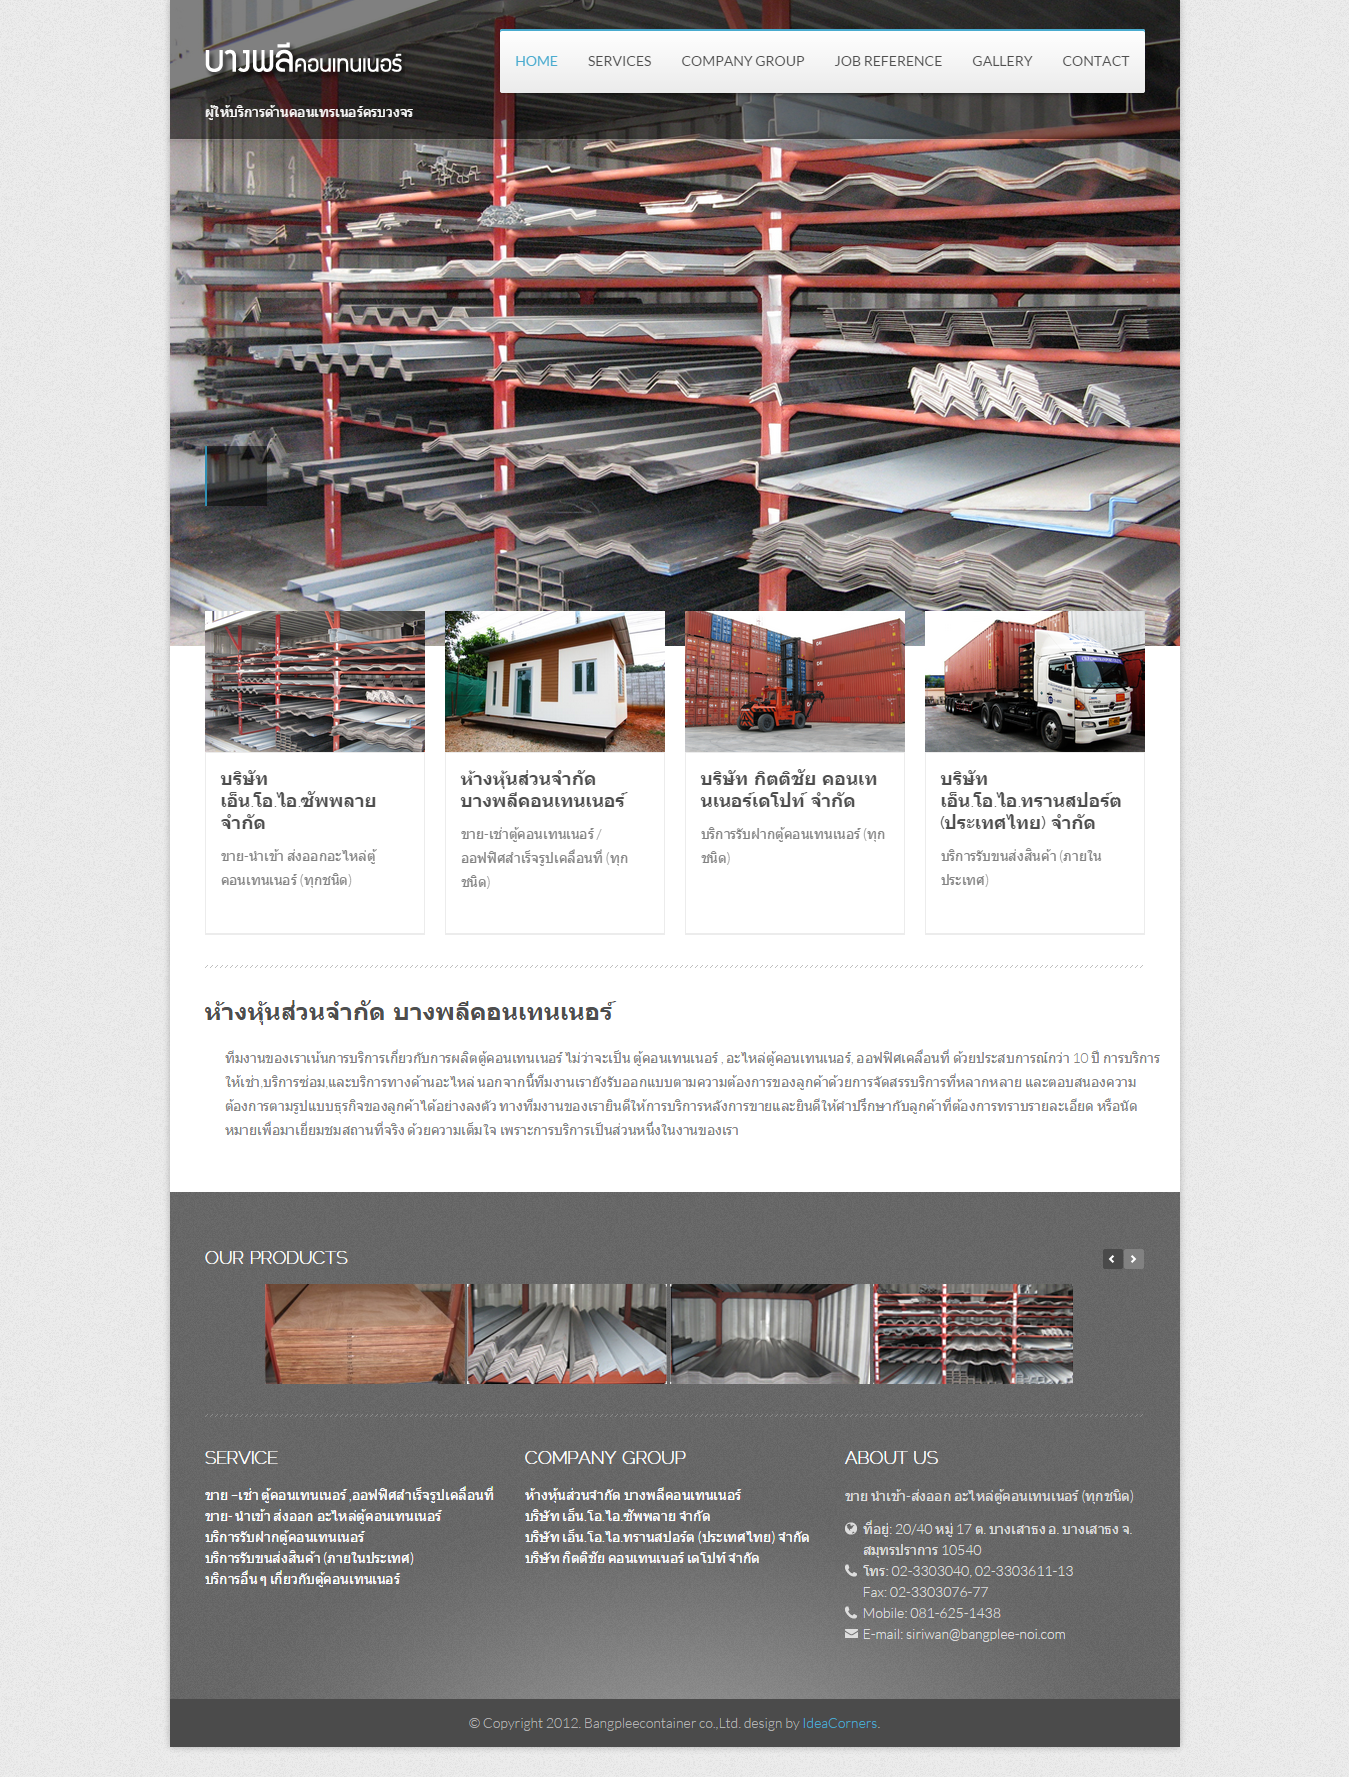 บางพลีคอนเทนเนอร์
ผู้ให้บริการด้านคอนเทรเนอร์ครบวงจร
HOME SERVICES COMPANY GROUP JOB REFERENCE GALLERY CONTACT
บริษัท
เอ็น.โอ.ไอ.ซัพพลาย
จำกัด
ขาย-นำเข้า ส่งออกอะไหล่ตู้
คอนเทนเนอร์ (ทุกชนิด)
ห้างหุ้นส่วนจำกัด
บางพลีคอนเทนเนอร์
ขาย-เช่าตู้คอนเทนเนอร์ /
ออฟฟิศสำเร็จรูปเคลื่อนที่ (ทุก
ชนิด)
บริษัท กิตติชัย คอนเท
นเนอร์เดโปท์ จำกัด
บริการรับฝากตู้คอนเทนเนอร์ (ทุก
ชนิด)
บริษัท
เอ็น.โอ.ไอ.ทรานสปอร์ต
(ประเทศไทย) จำกัด
บริการรับขนส่งสินค้า (ภายใน
ประเทศ)
ห้างหุ้นส่วนจำกัด บางพลีคอนเทนเนอร์
ทีมงานของเราเน้นการบริการเกี่ยวกับการผลิตตู้คอนเทนเนอร์ ไม่ว่าจะเป็น ตู้คอนเทนเนอร์ , อะไหล่ตู้คอนเทนเนอร์, ออฟฟิศเคลื่อนที่ ด้วยประสบการณ์กว่า 10 ปี การบริการ
ให้เช่า,บริการซ่อม,และบริการทางด้านอะไหล่ นอกจากนี้ทีมงานเรายังรับออกแบบตามความต้องการของลูกค้าด้วยการจัดสรรบริการที่หลากหลาย และตอบสนองความ
ต้องการตามรูปแบบธุรกิจของลูกค้าได้อย่างลงตัว ทางทีมงานของเรายินดีให้การบริการหลังการขายและยินดีให้คำปรึกษากับลูกค้าที่ต้องการทราบรายละเอียด หรือนัด
หมายเพื่อมาเยี่ยมชมสถานที่จริง ด้วยความเต็มใจ เพราะการบริการเป็นส่วนหนึ่งในงานของเรา
OUR PRODUCTS
SERVICE
ขาย –เช่า ตู้คอนเทนเนอร์ ,ออฟฟิศสำเร็จรูปเคลื่อนที่
ขาย- นำเข้า ส่งออก อะไหล่ตู้คอนเทนเนอร์
บริการรับฝากตู้คอนเทนเนอร์
บริการรับขนส่งสินค้า (ภายในประเทศ)
บริการอื่น ๆ เกี่ยวกับตู้คอนเทนเนอร์
COMPANY GROUP
ห้างหุ้นส่วนจำกัด บางพลีคอนเทนเนอร์
บริษัท เอ็น.โอ.ไอ.ซัพพลาย จำกัด
บริษัท เอ็น.โอ.ไอ.ทรานสปอร์ต (ประเทศไทย) จำกัด
บริษัท กิตติชัย คอนเทนเนอร์ เดโปท์ จำกัด
ABOUT US
ขาย นำเข้า-ส่งออก อะไหล่ตู้คอนเทนเนอร์ (ทุกชนิด)
ที่อยู่: 20/40 หมู่ 17 ต. บางเสาธง อ. บางเสาธง จ.
สมุทรปราการ 10540
โทร: 02-3303040, 02-3303611-13
Fax: 02-3303076-77
Mobile: 081-625-1438
E-mail: siriwan@bangplee-noi.com
© Copyright 2012. Bangpleecontainer co.,Ltd. design by IdeaCorners.